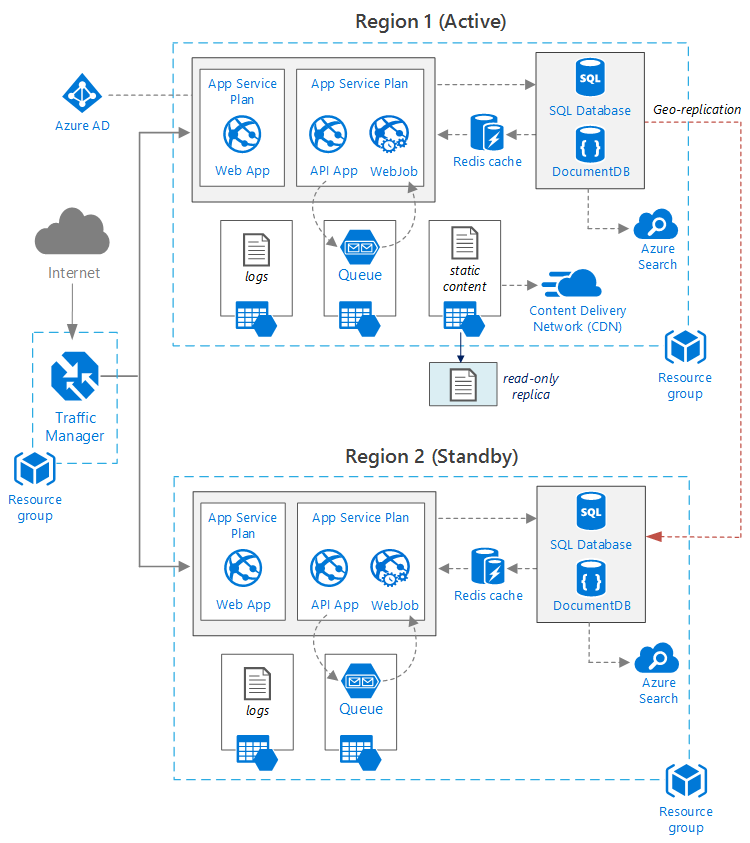 Region 1 (Active)
App Service
Plan
Web App
App Service Plan
API App
WebJob
SQL
SQL Database
{ }
DocumentDB
Redis cache
Geo-replication
Azure AD
Internet
logs
Queue
static
content
Azure
Search
Content Delivery
Network (CDN)
Resource
group
read-only
replica
Traffic
Manager
Resource
group
Region 2 (Standby)
App Service
Plan
Web App
App Service Plan
API App
WebJob
SQL
SQL Database
{ }
DocumentDB
Redis cache
logs
Queue
Azure
Search
Resource
group